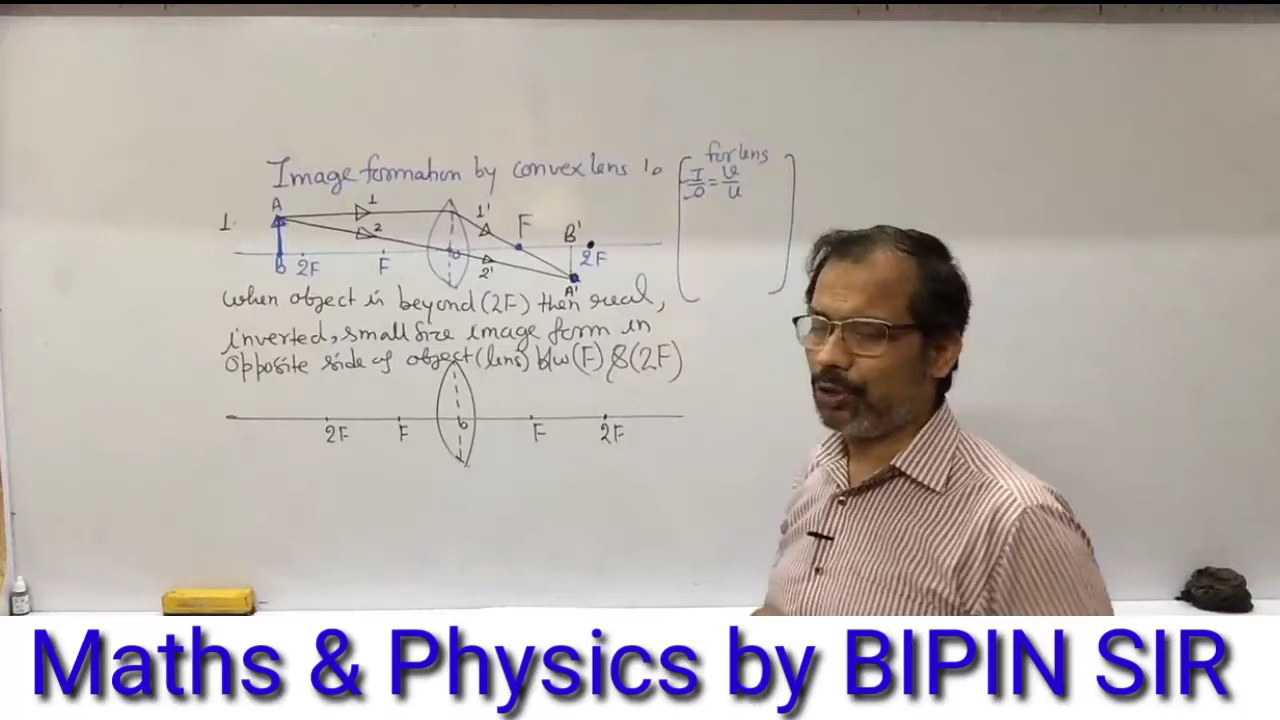 Image formation by convex lens :-
for lens
I/O = v/u
1.
A 1 1' F B'
2
B 2F F O 2' 2F
A'
when object is beyond (2F) then real,
inverted, small size image form in
opposite side of object (lens) b/w (F) & (2F)
2F F O F 2F
Maths & Physics by BIPIN SIR